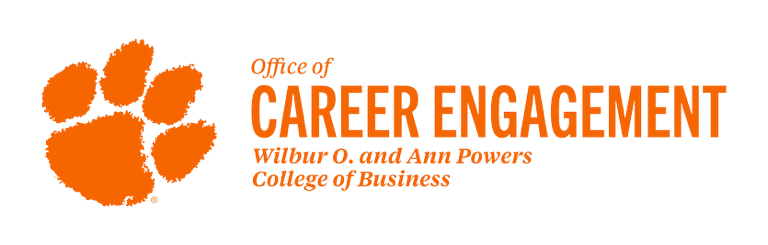 Office of
CAREER ENGAGEMENT
Wilbur O. and Ann Powers
College of Business
®